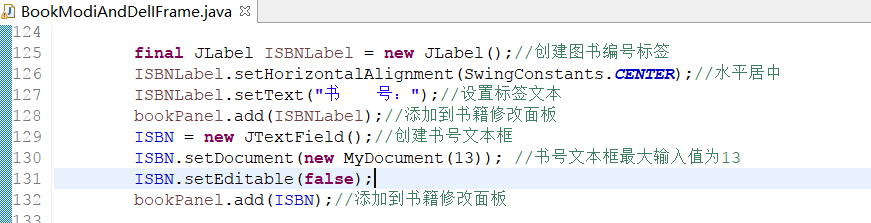 BookModiAndDelIFrame.java
124
125 final JLabel ISBNLabel = new JLabel();//创建图书编号标签
126 ISBNLabel.setHorizontalAlignment(SwingConstants.CENTER);//水平居中
127 ISBNLabel.setText("书    号：");//设置标签文本
128 bookPanel.add(ISBNLabel);//添加到书籍修改面板
129 ISBN = new JTextField();//创建书号文本框
130 ISBN.setDocument(new MyDocument(13)); //书号文本框最大输入值为13
131 ISBN.setEditable(false);
132 bookPanel.add(ISBN);//添加到书籍修改面板
133